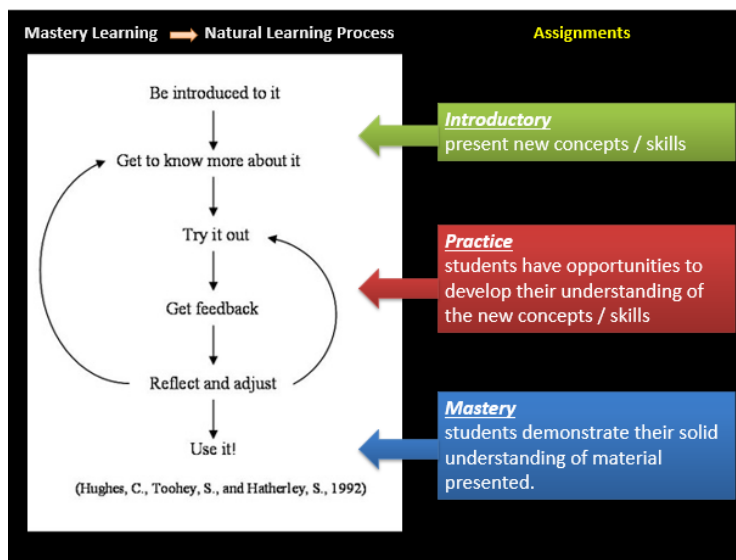 Mastery Learning Natural Learning Process
Assignments
Be introduced to it
Get to know more about it
Try it out
Get feedback
Reflect and adjust
Use it!
(Hughes, C., Toohey, S., and Hatherley, S., 1992)
Introductory
present new concepts / skills
Practice
students have opportunities to
develop their understanding of
the new concepts / skills
Mastery
students demonstrate their solid
understanding of material
presented.